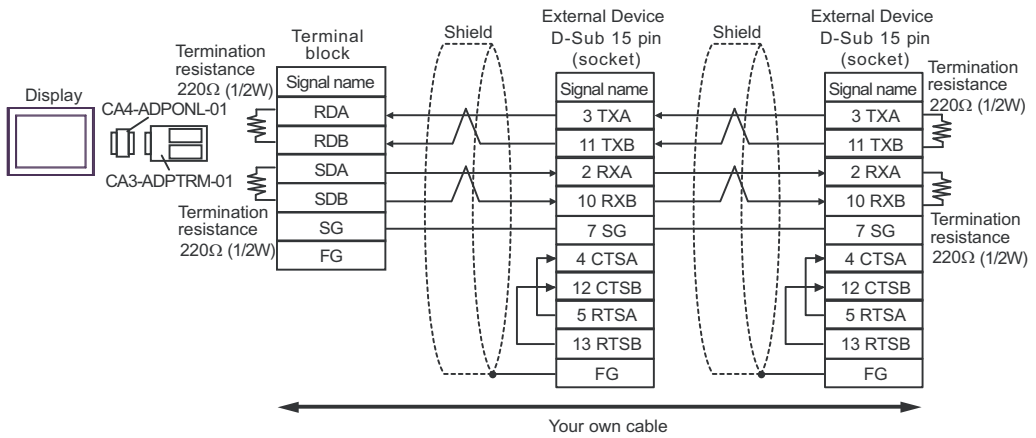 Display
CA4-ADPONL-01
CA3-ADPTRM-01
Termination
resistance
220Ω (1/2W)
Termination
resistance
220Ω (1/2W)
Terminal
block
Signal name
RDA
RDB
SDA
SDB
SG
FG
Shield
External Device
D-Sub 15 pin
(socket)
Signal name
3 TXA
11 TXB
2 RXA
10 RXB
7 SG
4 CTSA
12 CTSB
5 RTSA
13 RTSB
FG
Shield
External Device
D-Sub 15 pin
(socket)
Signal name
3 TXA
11 TXB
2 RXA
10 RXB
7 SG
4 CTSA
12 CTSB
5 RTSA
13 RTSB
FG
Termination
resistance
220Ω (1/2W)
Termination
resistance
220Ω (1/2W)
Your own cable